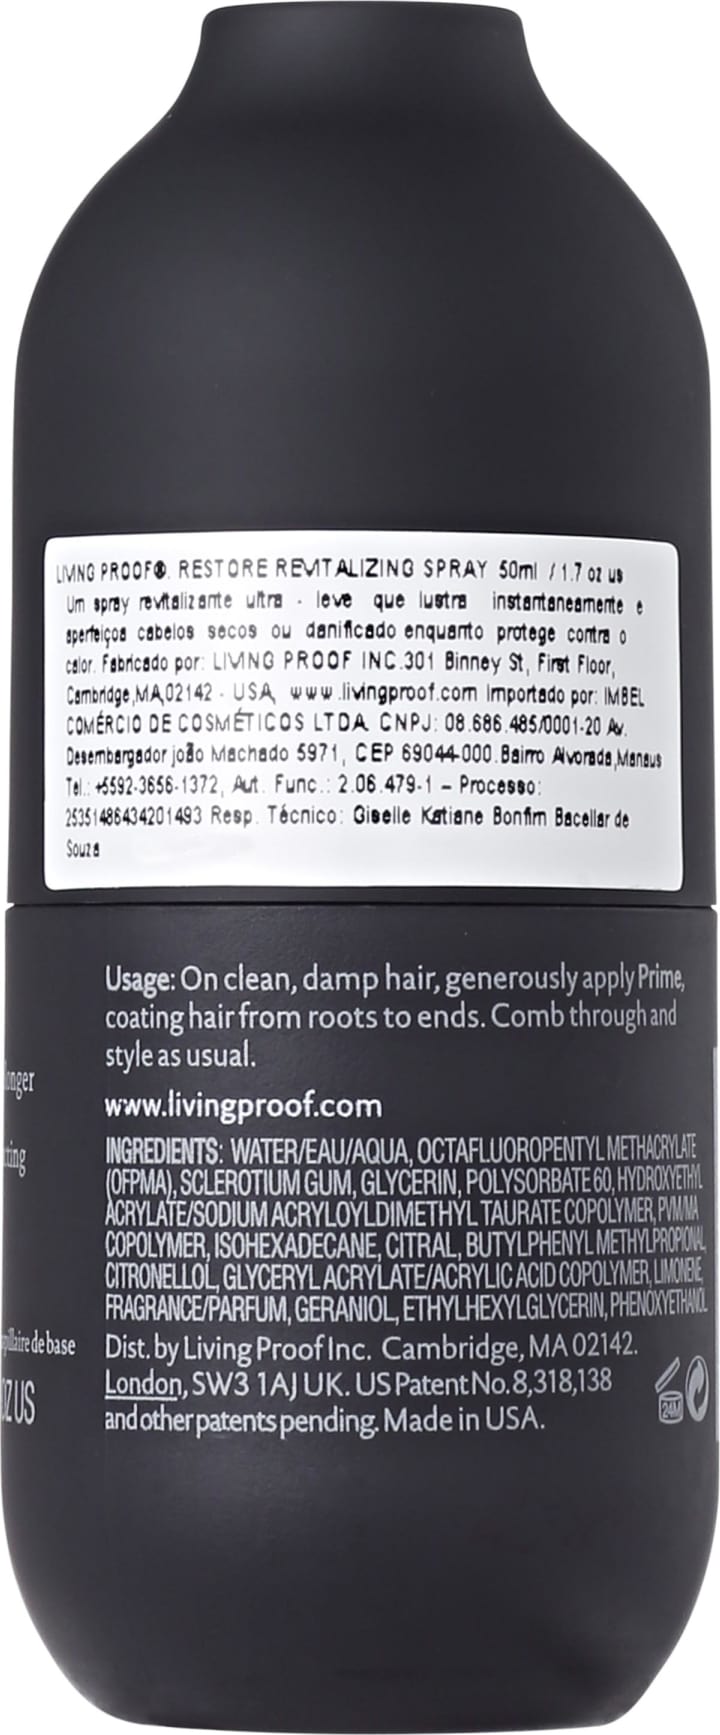 LIVING PROOF®. RESTORE REVITALIZING SPRAY 50ml / 1.7 oz us
Um spray revitalizante ultra - leve que lustra instantaneamente e
aperfeiçoa cabelos secos ou danificado enquanto protege contra o
calor. Fabricado por: LIVING PROOF INC.301 Binney St, First Floor,
Cambridge,MA,02142 - USA, www.livingproof.com Importado por: IMBEL
COMÉRCIO DE COSMÉTICOS LTDA. CNPJ: 08.686.485/0001-20 Av.
Desembargador joão Machado 5971, CEP 69044-000.Bairro Alvorada,Manaus
Tel.: +5592-3656-1372, Aut. Func.: 2.06.479-1 – Processo:
25351486434201493 Resp. Técnico: Giselle Katiane Bonfim Bacellar de
Souza
Usage: On clean, damp hair, generously apply Prime,
coating hair from roots to ends. Comb through and
style as usual.
longer
www.livingproof.com
INGREDIENTS: WATER/EAU/AQUA, OCTAFLUOROPENTYL METHACRYLATE
(OFPMA), SCLEROTIUM GUM, GLYCERIN, POLYSORBATE 60, HYDROXYETHYL
ACRYLATE/SODIUM ACRYLOYLDIMETHYL TAURATE COPOLYMER, PVM/MA
COPOLYMER, ISOHEXADECANE, CITRAL, BUTYLPHENYL METHYLPROPIONAL,
CITRONELLOL, GLYCERYL ACRYLATE/ACRYLIC ACID COPOLYMER, LIMONENE,
FRAGRANCE/PARFUM, GERANIOL, ETHYLHEXYLGLYCERIN, PHENOXYETHANOL
de base
Dist. by Living Proof Inc. Cambridge, MA 02142.
OZ US
London, SW3 1AJ UK. US Patent No. 8,318,138
and other patents pending. Made in USA.
24M